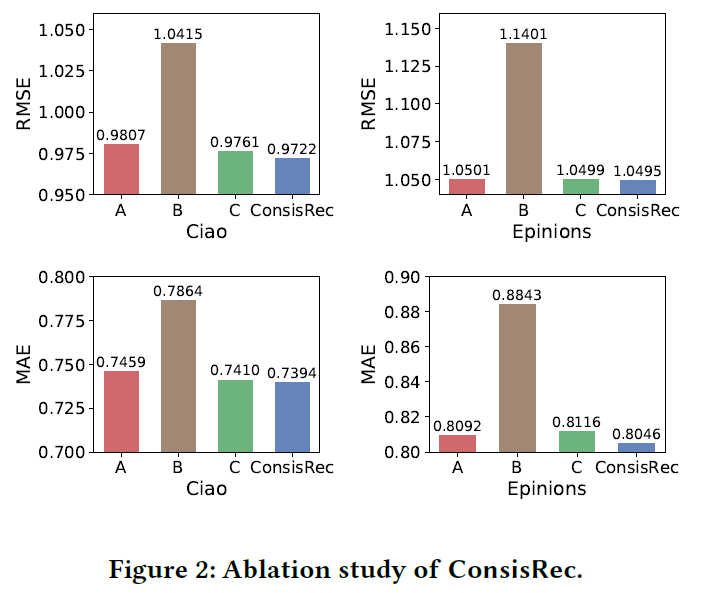 RMSE
1.050
1.025
1.000
0.975
0.950
0.9807
1.0415
0.9761
0.9722
A B C ConsisRec
Ciao
RMSE
1.150
1.125
1.100
1.075
1.050
1.0501
1.1401
1.0499
1.0495
A B C ConsisRec
Epinions
MAE
0.800
0.775
0.750
0.725
0.700
0.7459
0.7864
0.7410
0.7394
A B C ConsisRec
Ciao
MAE
0.90
0.88
0.86
0.84
0.82
0.80
0.8092
0.8843
0.8116
0.8046
A B C ConsisRec
Epinions
Figure 2: Ablation study of ConsisRec.